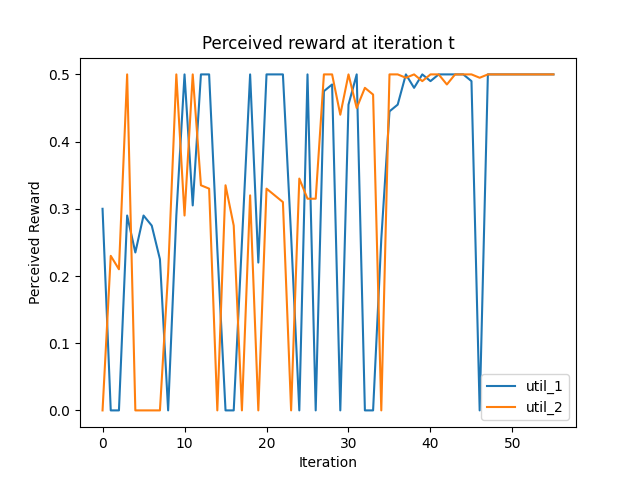 Perceived reward at iteration t
Perceived Reward
0.5
0.4
0.3
0.2
0.1
0.0
0 10 20 30 40 50
Iteration
util_1
util_2